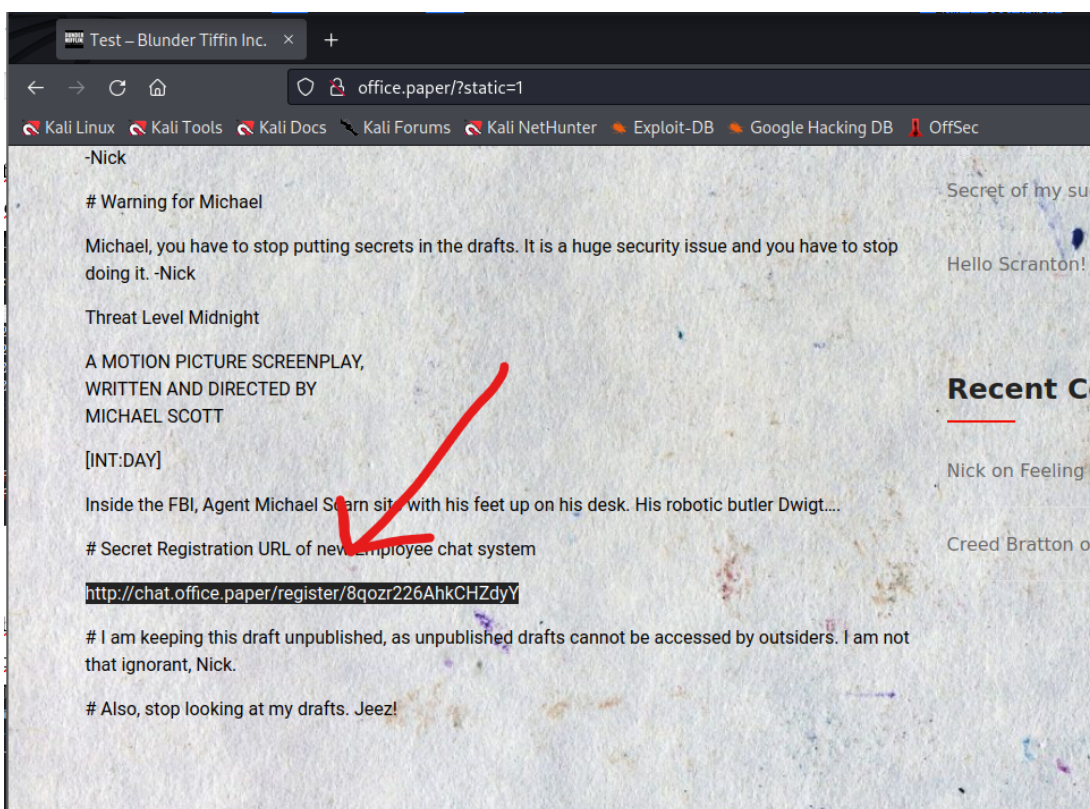 Test – Blunder Tiffin Inc.
office.paper/?static=1
Kali Linux Kali Tools Kali Docs Kali Forums Kali NetHunter Exploit-DB Google Hacking DB OffSec
-Nick
# Warning for Michael
Michael, you have to stop putting secrets in the drafts. It is a huge security issue and you have to stop
doing it. -Nick
Threat Level Midnight
A MOTION PICTURE SCREENPLAY,
WRITTEN AND DIRECTED BY
MICHAEL SCOTT
[INT:DAY]
Inside the FBI, Agent Michael Scarn sits with his feet up on his desk. His robotic butler Dwigt….
# Secret Registration URL of new Employee chat system
http://chat.office.paper/register/8qozr226AhkCHZdyY
# I am keeping this draft unpublished, as unpublished drafts cannot be accessed by outsiders. I am not
that ignorant, Nick.
# Also, stop looking at my drafts. Jeez!
Secret of my su
Hello Scranton!
Recent C
Nick on Feeling
Creed Bratton o